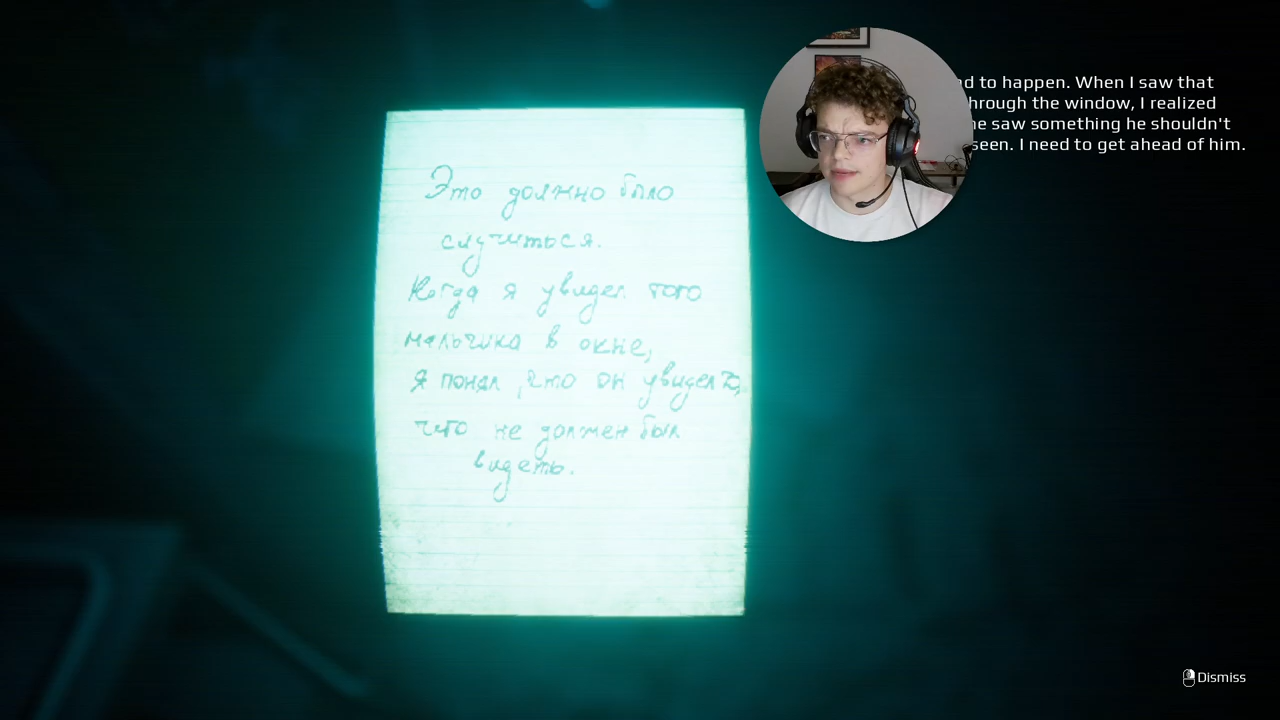 Это должно было
случиться.
Когда я увидел того
мальчика в окне,
я понял, что он увидел то,
что не должен был
видеть.
to happen. When I saw that
through the window, I realized
saw something he shouldn't
seen. I need to get ahead of him.
Dismiss